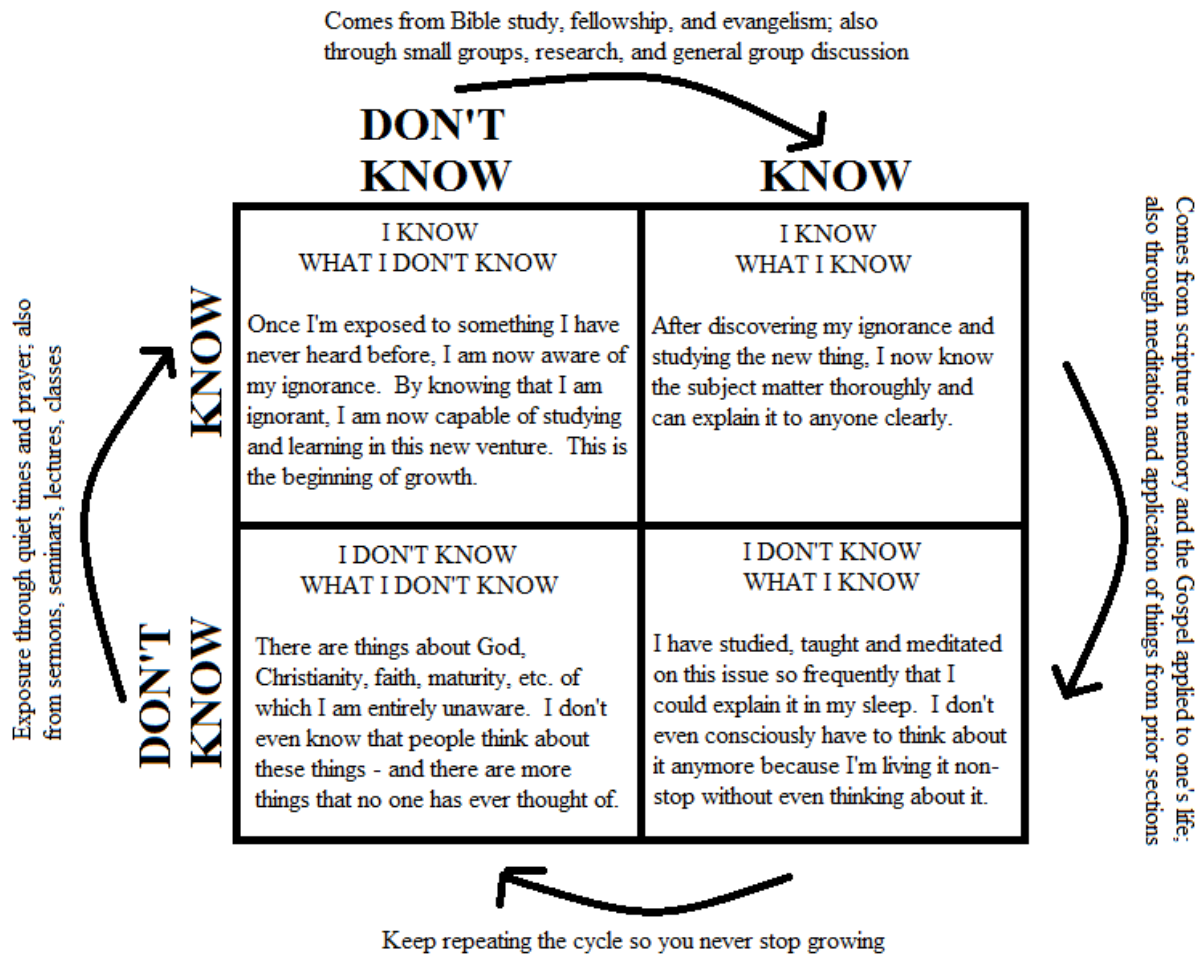 Comes from Bible study, fellowship, and evangelism; also
through small groups, research, and general group discussion
DON'T
KNOW
KNOW
Exposure through quiet times and prayer; also
from sermons, seminars, lectures, classes
KNOW
I KNOW
WHAT I DON'T KNOW
Once I'm exposed to something I have
never heard before, I am now aware of
my ignorance.  By knowing that I am
ignorant, I am now capable of studying
and learning in this new venture.  This is
the beginning of growth.
I KNOW
WHAT I KNOW
After discovering my ignorance and
studying the new thing, I now know
the subject matter thoroughly and
can explain it to anyone clearly.
Comes from scripture memory and the Gospel applied to one's life;
also through meditation and application of things from prior sections
DON'T
KNOW
I DON'T KNOW
WHAT I DON'T KNOW
There are things about God,
Christianity, faith, maturity, etc. of
which I am entirely unaware.  I don't
even know that people think about
these things - and there are more
things that no one has ever thought of.
I DON'T KNOW
WHAT I KNOW
I have studied, taught and meditated
on this issue so frequently that I
could explain it in my sleep.  I don't
even consciously have to think about
it anymore because I'm living it non-
stop without even thinking about it.
Keep repeating the cycle so you never stop growing